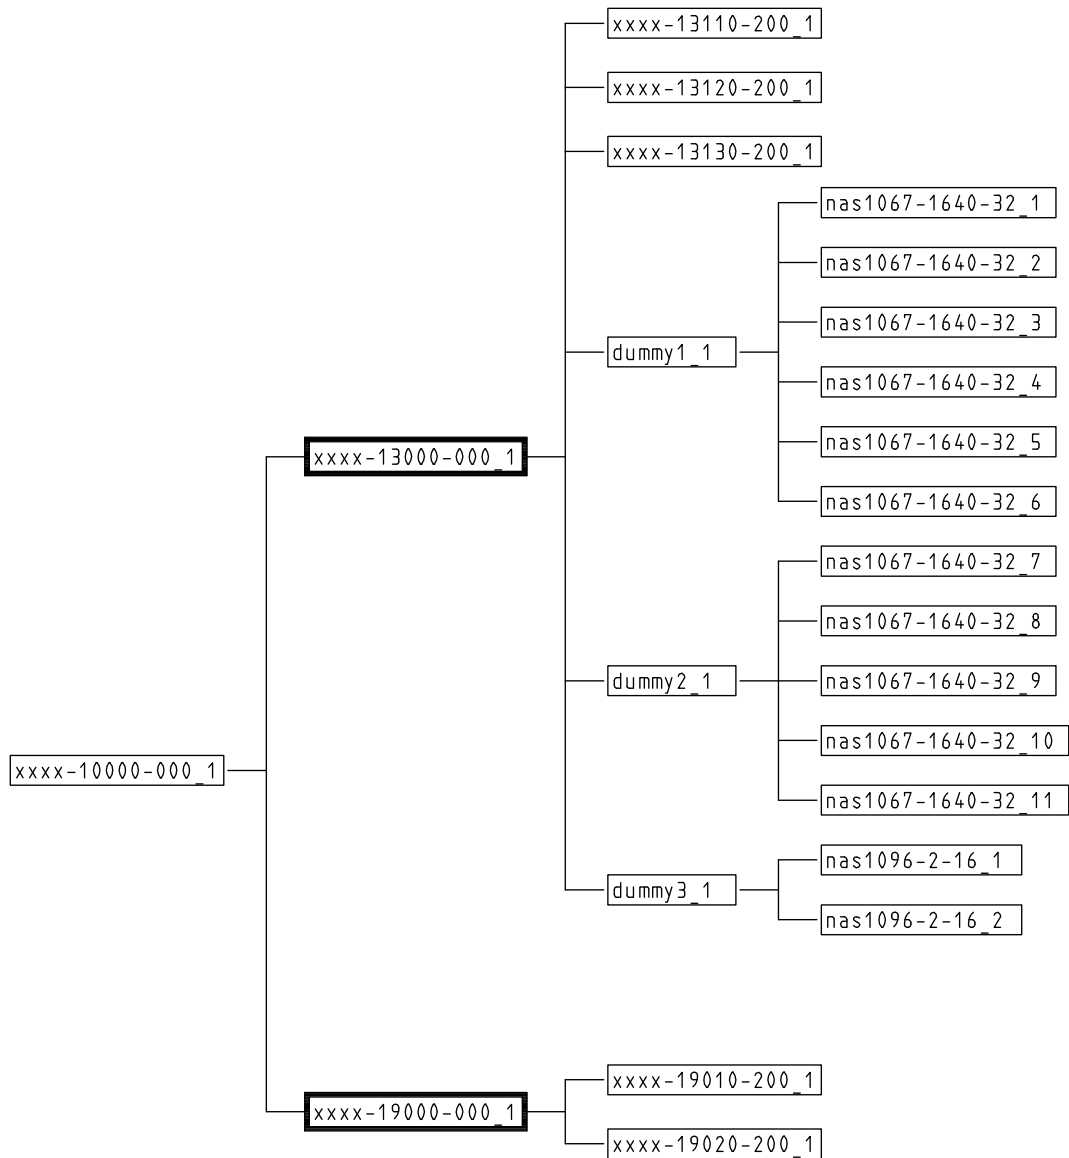 xxxx-13110-200_1
xxxx-13120-200_1
xxxx-13130-200_1
nas1067-1640-32_1
nas1067-1640-32_2
nas1067-1640-32_3
dummy1_1
nas1067-1640-32_4
nas1067-1640-32_5
xxxx-13000-000_1
nas1067-1640-32_6
nas1067-1640-32_7
nas1067-1640-32_8
dummy2_1
nas1067-1640-32_9
nas1067-1640-32_10
xxxx-10000-000_1
nas1067-1640-32_11
nas1096-2-16_1
dummy3_1
nas1096-2-16_2
xxxx-19010-200_1
xxxx-19000-000_1
xxxx-19020-200_1